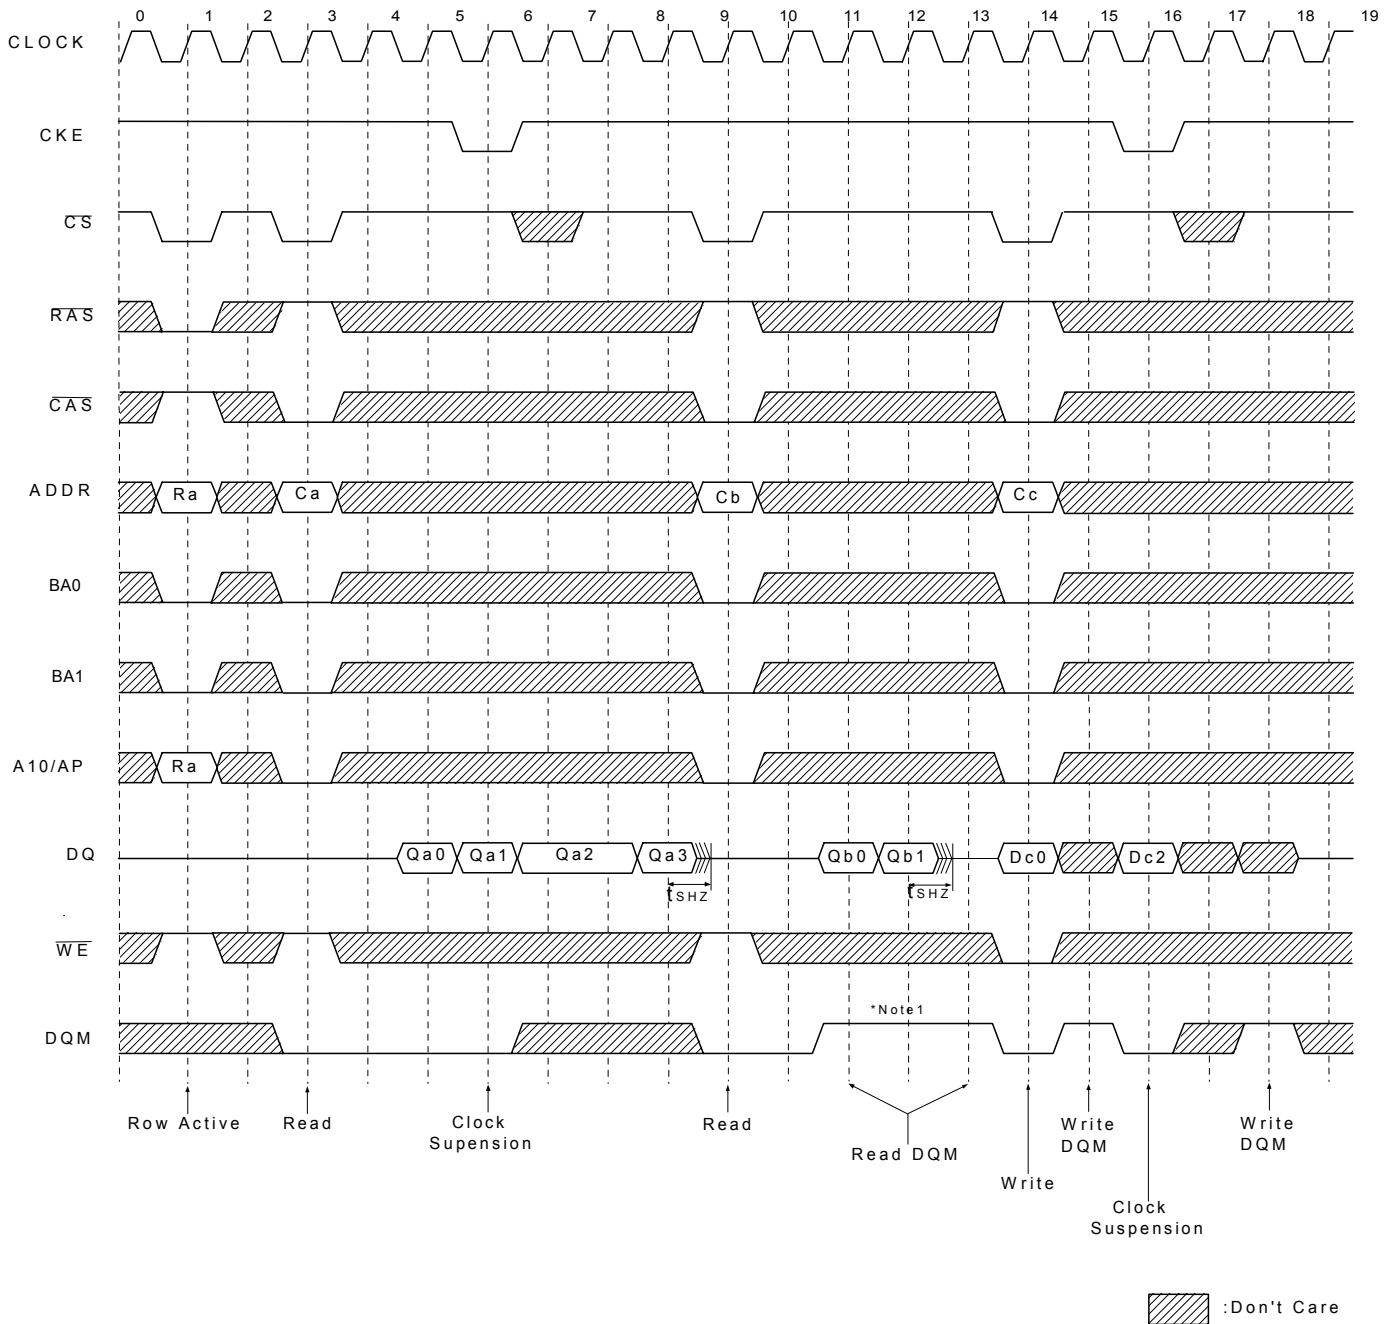 0 1 2 3 4 5 6 7 8 9 10 11 12 13 14 15 16 17 18 19
CLOCK
CKE
CS
RAS
CAS
ADDR Ra Ca Cb Cc
BA0
BA1
A10/AP Ra
DQ Qa0 Qa1 Qa2 Qa3 Qb0 Qb1 Dc0 Dc2
tSHZ tSHZ
WE
*Note1
DQM
Row Active Read Clock Read Write Write
Supension DQM DQM
Read DQM
Write
Clock
Suspension
:Don't Care